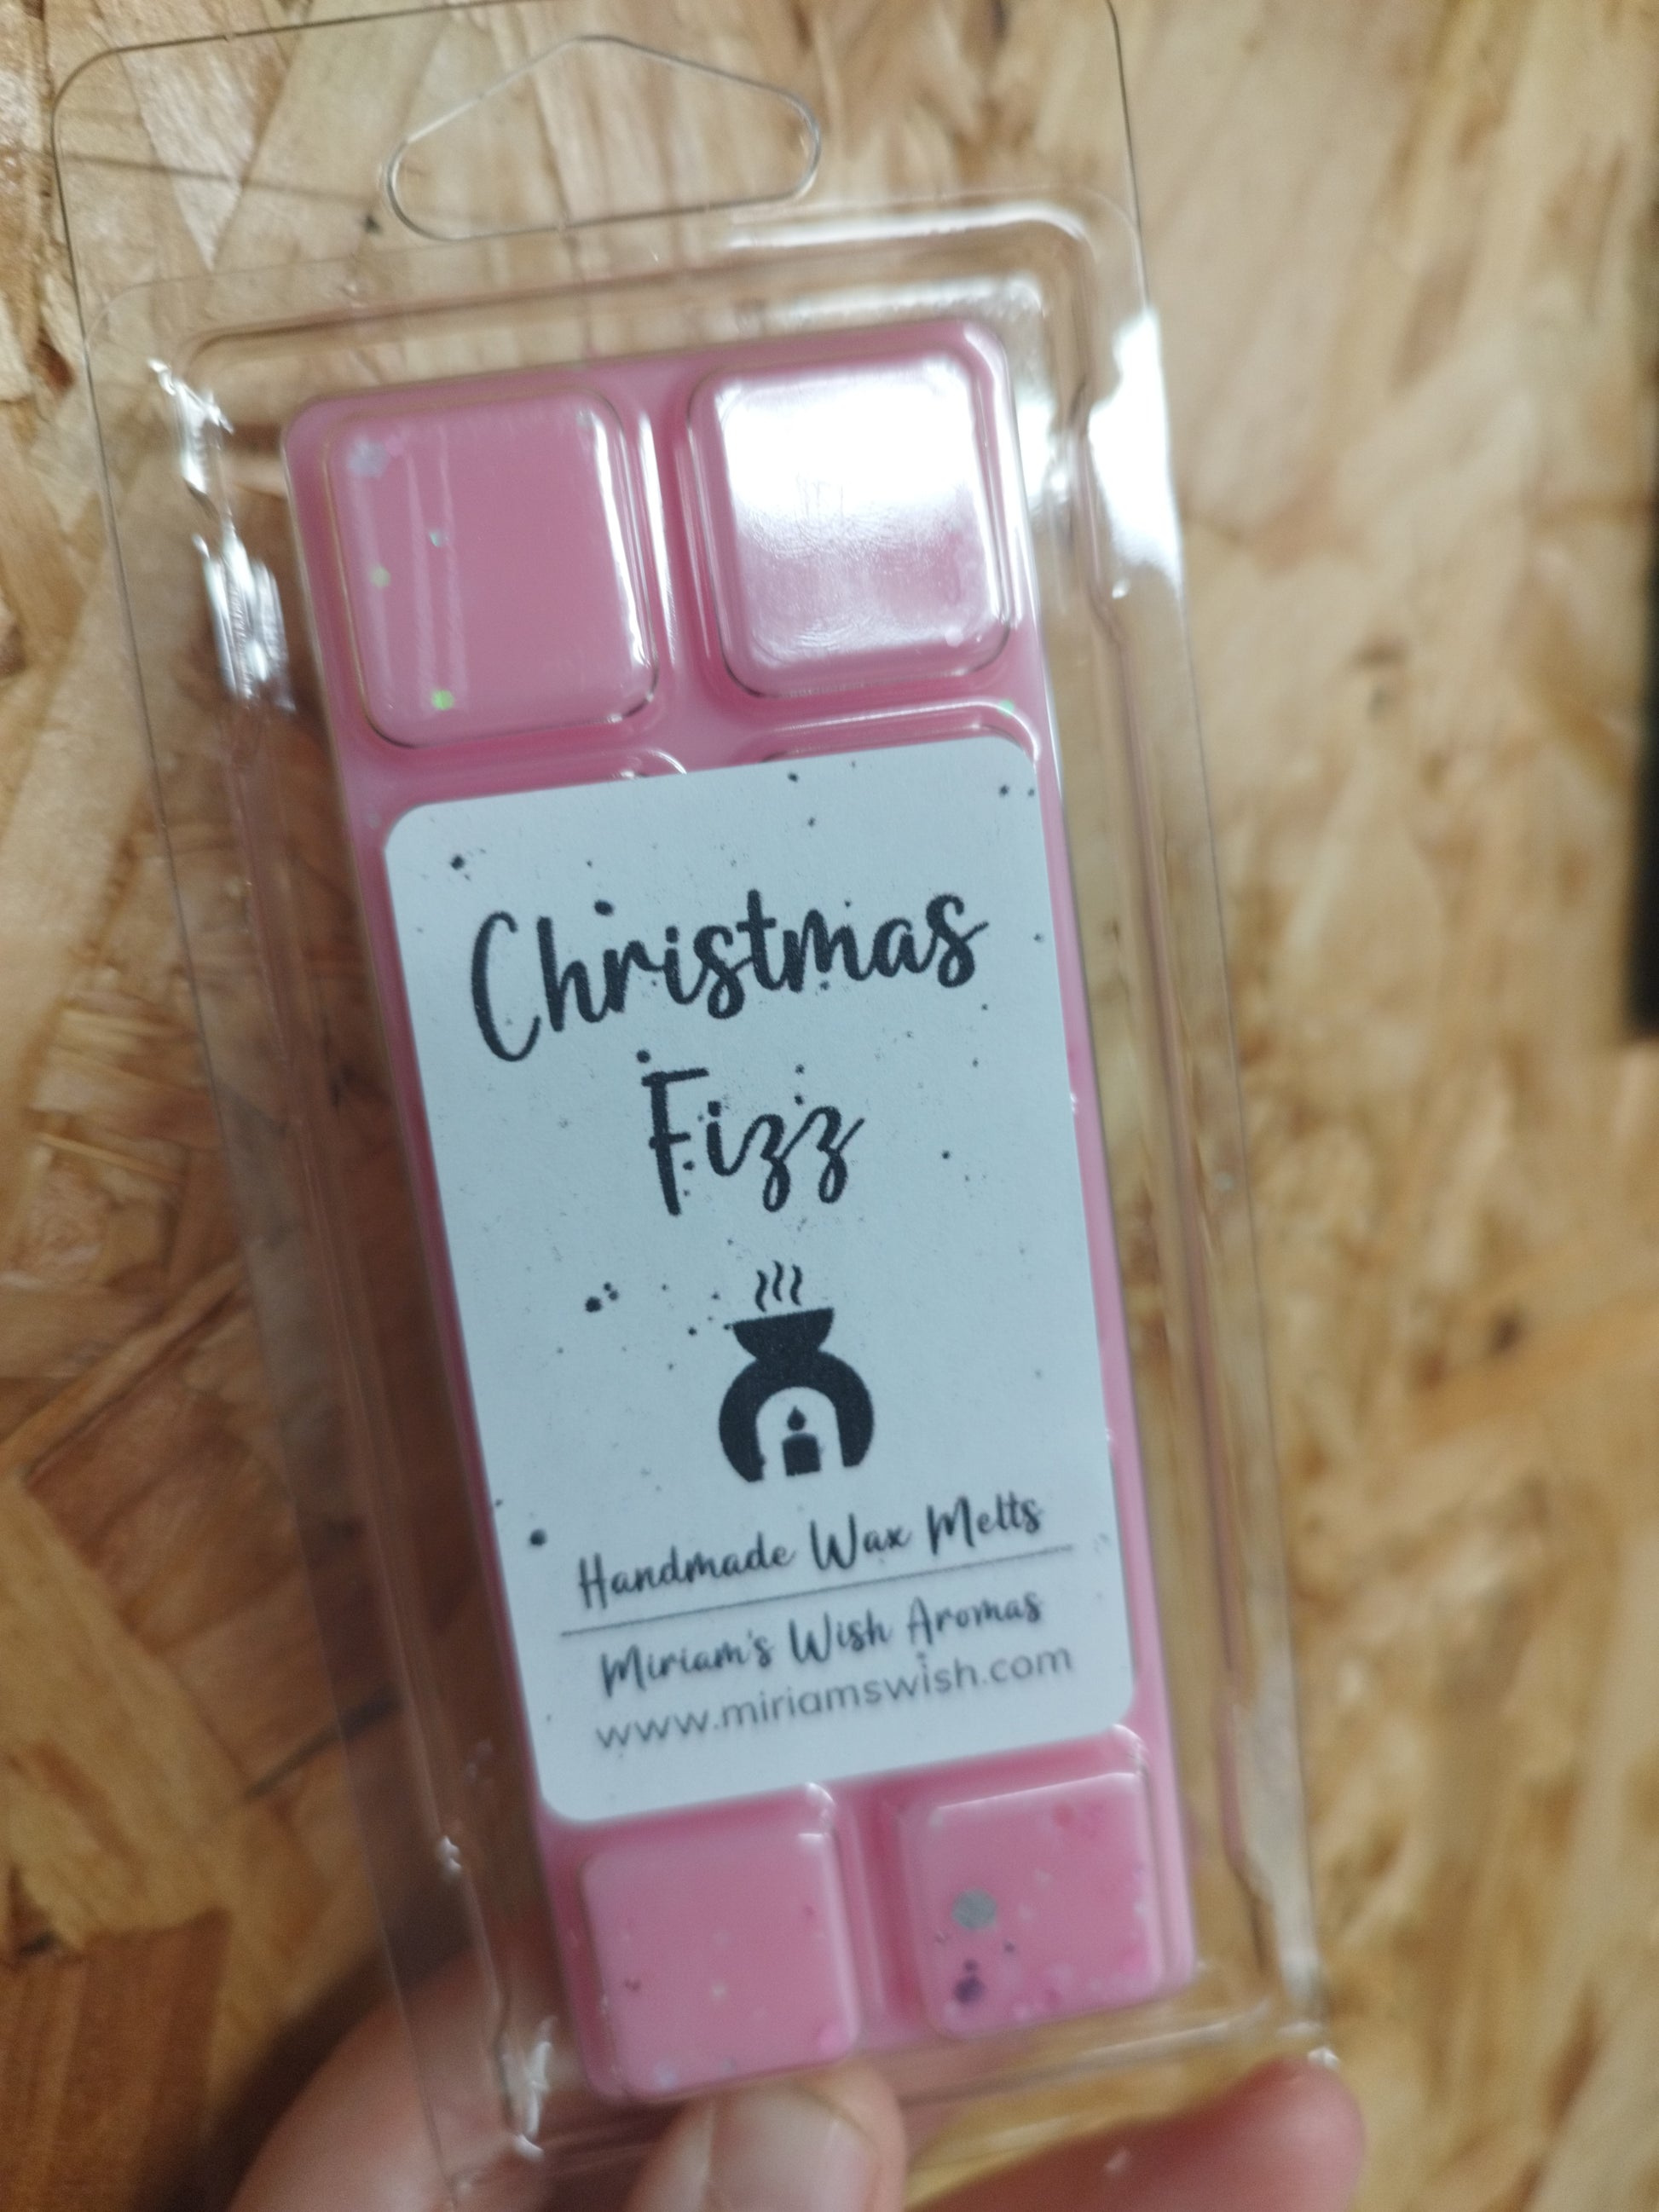 Christmas
Fizz
Handmade Wax Melts
Miriam's Wish Aromas
www.miriamswish.com